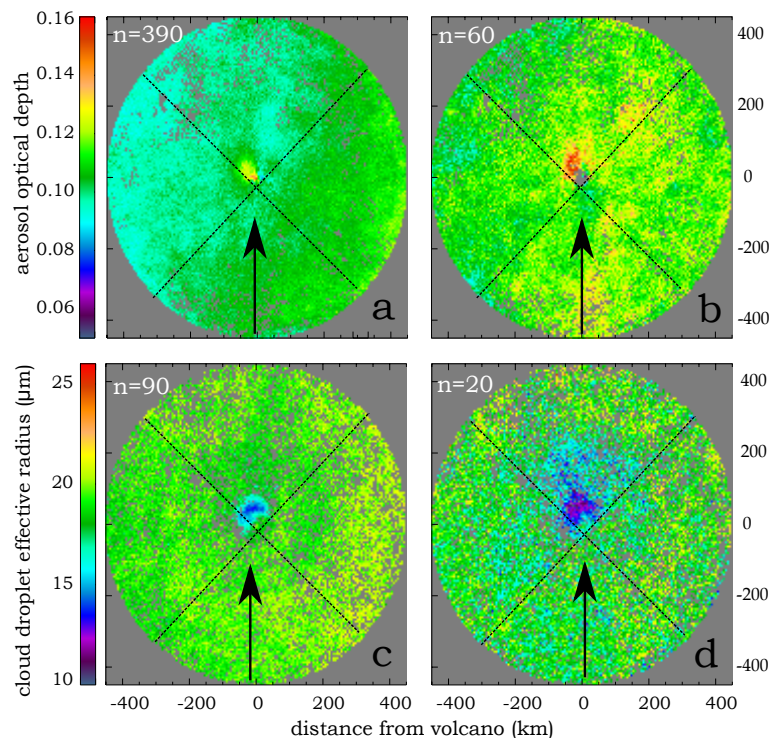 0.16
0.14
0.12
0.10
0.08
0.06
aerosol optical depth
n=390
a
n=60
b
400
200
0
-200
-400
25
20
15
10
cloud droplet effective radius (µm)
n=90
c
n=20
d
400
200
0
-200
-400
-400 -200 0 200 400
-400 -200 0 200 400
distance from volcano (km)